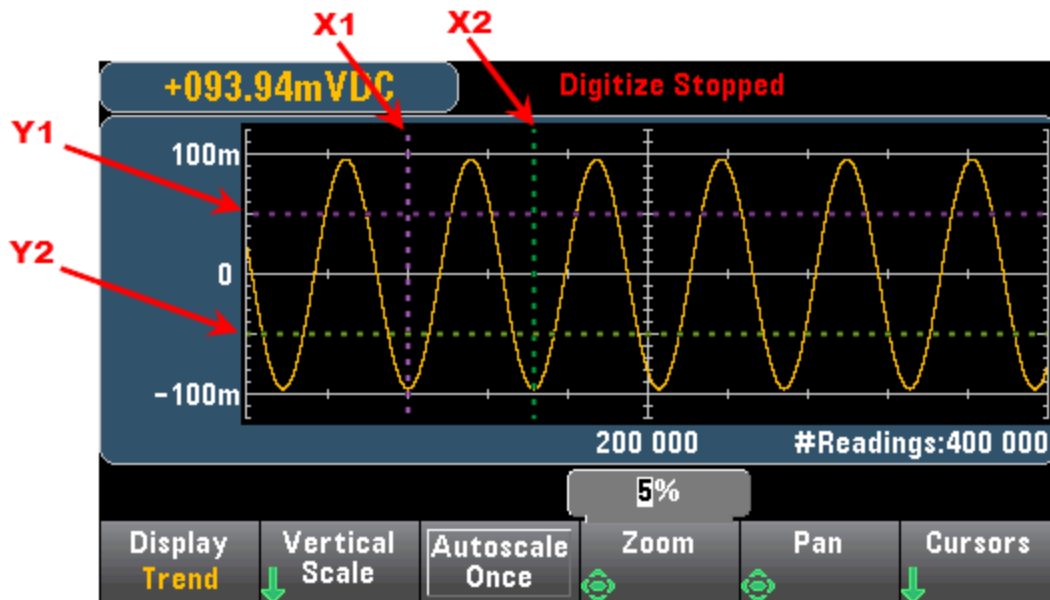 X1
X2
+093.94mVDC
Digitize Stopped
Y1
100m
Y2
0
-100m
200 000
#Readings:400 000
5%
Display
Trend
Vertical
Scale
Autoscale
Once
Zoom
Pan
Cursors